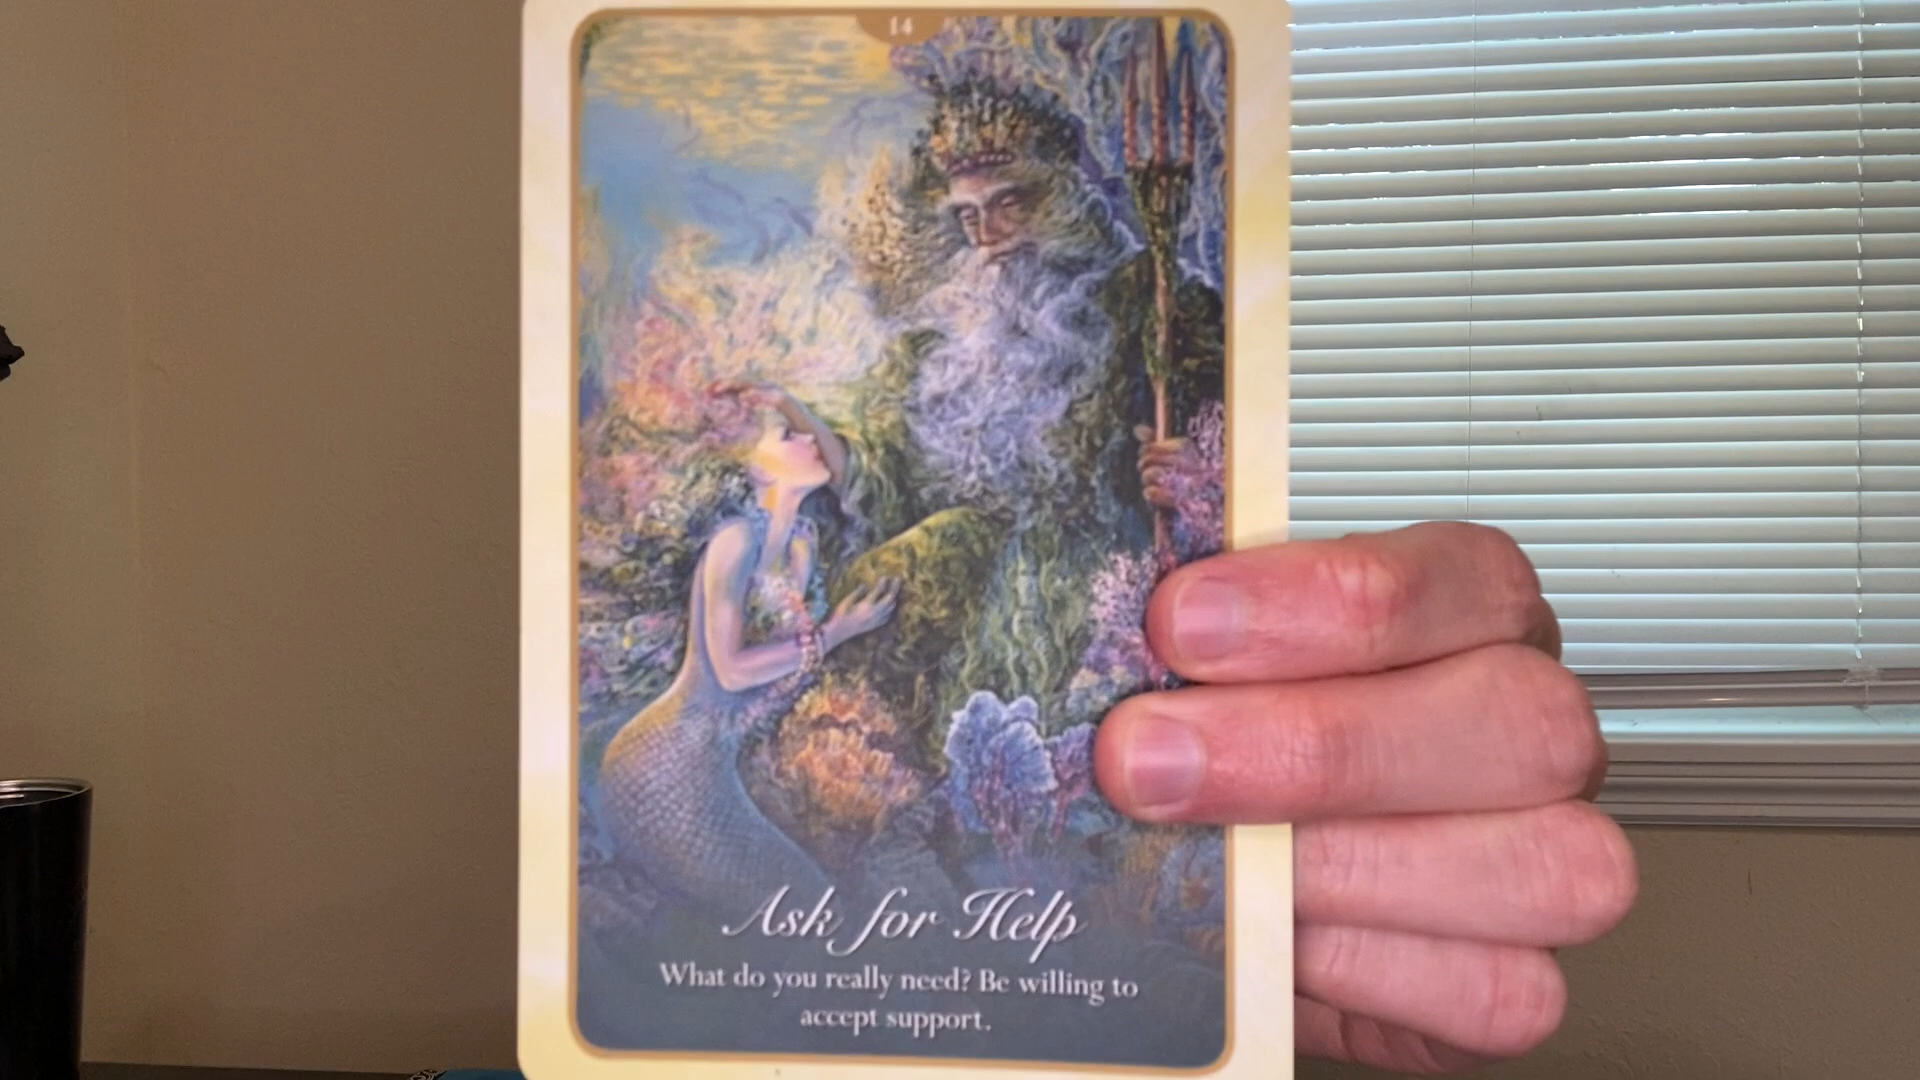 14
Ask for Help
What do you really need? Be willing to
accept support.